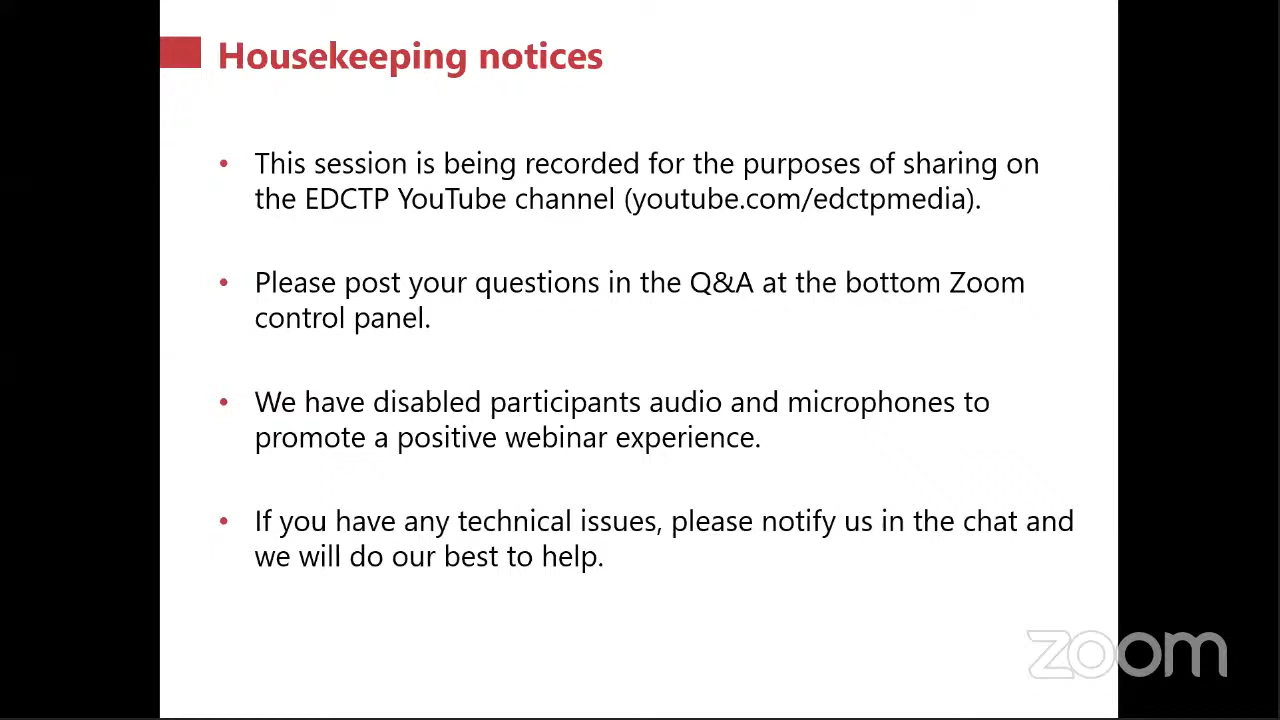 Housekeeping notices
• This session is being recorded for the purposes of sharing on
the EDCTP YouTube channel (youtube.com/edctpmedia).
• Please post your questions in the Q&A at the bottom Zoom
control panel.
• We have disabled participants audio and microphones to
promote a positive webinar experience.
• If you have any technical issues, please notify us in the chat and
we will do our best to help.
zoom